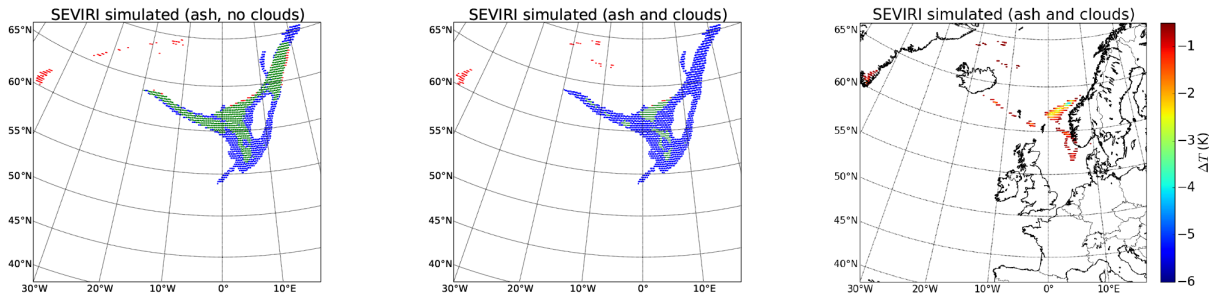 SEVIRI simulated (ash, no clouds)
65°N
60°N
55°N
50°N
45°N
40°N
30°W
20°W
10°W
0°
10°E
SEVIRI simulated (ash and clouds)
65°N
60°N
55°N
50°N
45°N
40°N
30°W
20°W
10°W
0°
10°E
SEVIRI simulated (ash and clouds)
65°N
60°N
55°N
50°N
45°N
40°N
30°W
20°W
10°W
0°
10°E
−1
−2
−3
−4
−5
−6
ΔT (K)